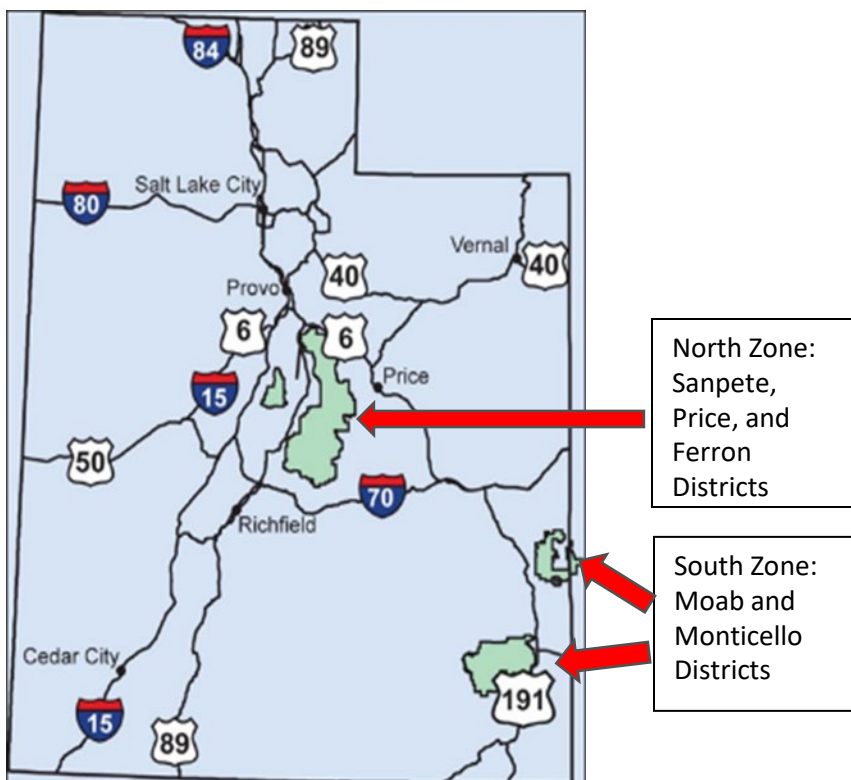 84
89
Salt Lake City
80
Vernal
40
40
Provo
6
6
Price
15
50
70
Richfield
Cedar City
191
15
89
North Zone:
Sanpete,
Price, and
Ferron
Districts
South Zone:
Moab and
Monticello
Districts